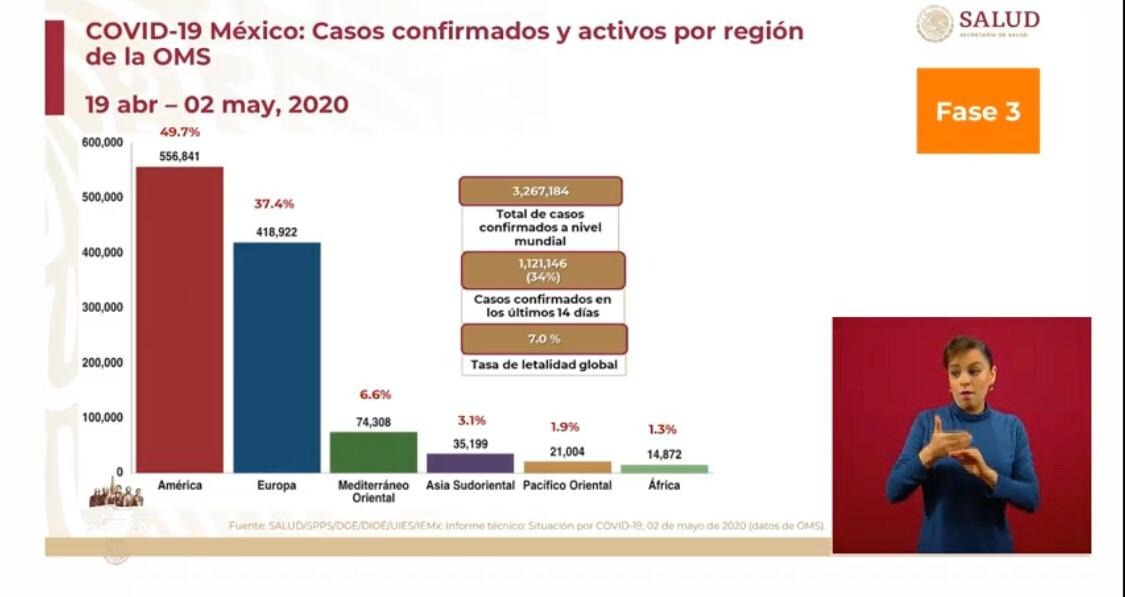 COVID-19 México: Casos confirmados y activos por región
de la OMS
19 abr – 02 may, 2020
SALUD
SECRETARÍA DE SALUD
Fase 3
600,000
500,000
400,000
300,000
200,000
100,000
0
49.7%
556,841
37.4%
418,922
6.6%
74,308
3.1%
35,199
1.9%
21,004
1.3%
14,872
América
Europa
Mediterráneo
Oriental
Asia Sudoriental
Pacífico Oriental
África
3,267,184
Total de casos
confirmados a nivel
mundial
1,121,146
(34%)
Casos confirmados en
los últimos 14 días
7.0 %
Tasa de letalidad global
Fuente: SALUD/SPPS/DGE/DIOE/UIES/IEMx: Informe técnico: Situación por COVID-19, 02 de mayo de 2020 (datos de OMS).